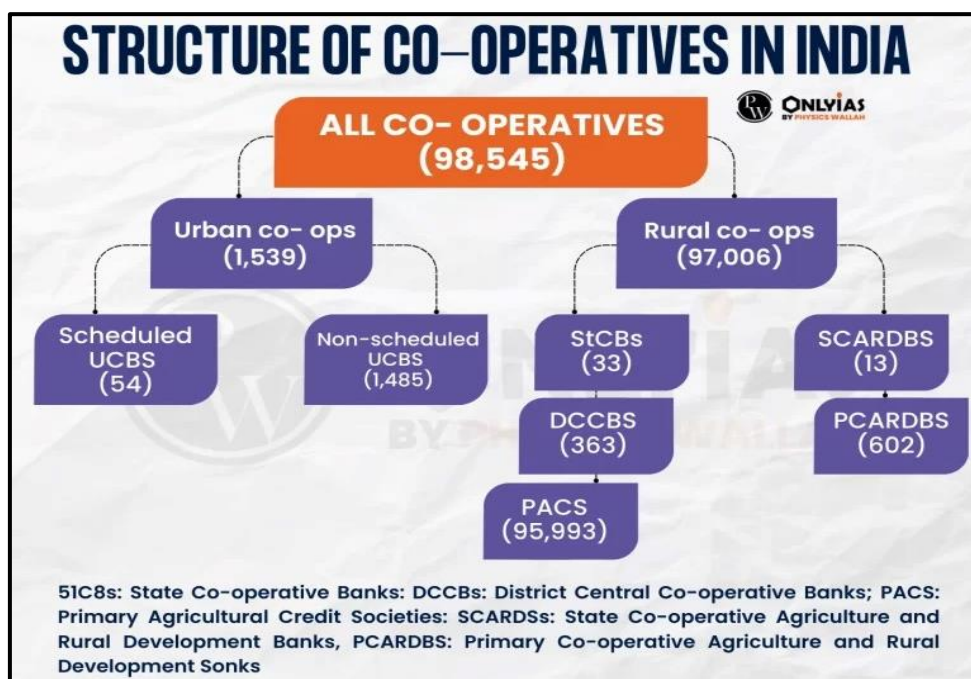 STRUCTURE OF CO-OPERATIVES IN INDIA
PW
ONLYIAS
BY PHYSICS WALLAH
ALL CO- OPERATIVES
(98,545)
Urban co- ops
(1,539)
Rural co- ops
(97,006)
Scheduled
UCBS
(54)
Non-scheduled
UCBS
(1,485)
StCBs
(33)
SCARDBS
(13)
DCCBS
(363)
PCARDBS
(602)
PACS
(95,993)
51C8s: State Co-operative Banks: DCCBs: District Central Co-operative Banks; PACS:
Primary Agricultural Credit Societies: SCARDSs: State Co-operative Agriculture and
Rural Development Banks, PCARDBS: Primary Co-operative Agriculture and Rural
Development Sonks